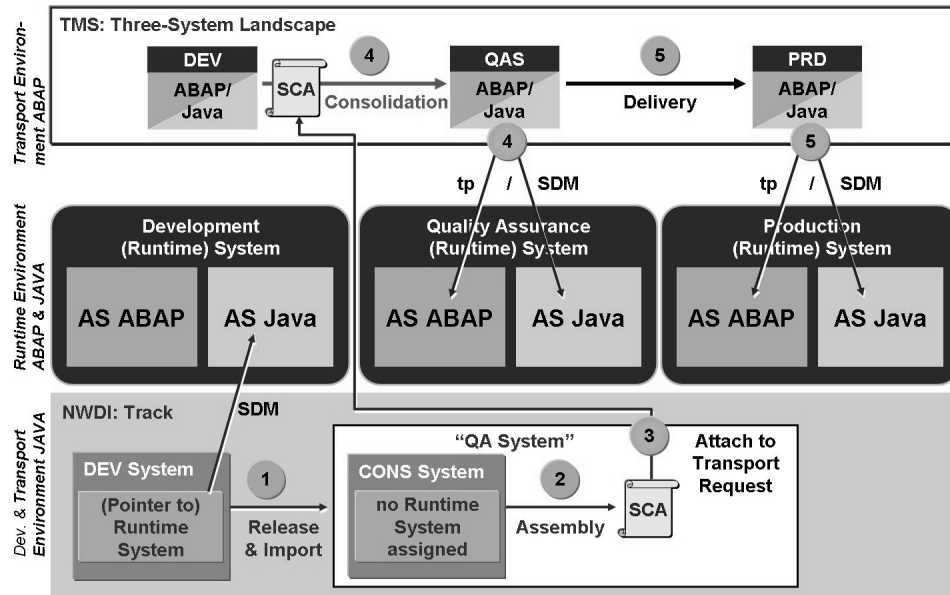 Transport Environ-
ment ABAP
TMS: Three-System Landscape
DEV
ABAP/
Java
SCA
4
Consolidation
QAS
ABAP/
Java
5
Delivery
PRD
ABAP/
Java
4
tp / SDM
5
tp / SDM
Runtime Environment
ABAP & JAVA
Development
(Runtime) System
AS ABAP
AS Java
Quality Assurance
(Runtime) System
AS ABAP
AS Java
Production
(Runtime) System
AS ABAP
AS Java
Dev. & Transport
Environment JAVA
NWDI: Track
SDM
DEV System
(Pointer to)
Runtime
System
1
Release
& Import
“QA System”
CONS System
no Runtime
System
assigned
2
Assembly
3
SCA
Attach to
Transport
Request